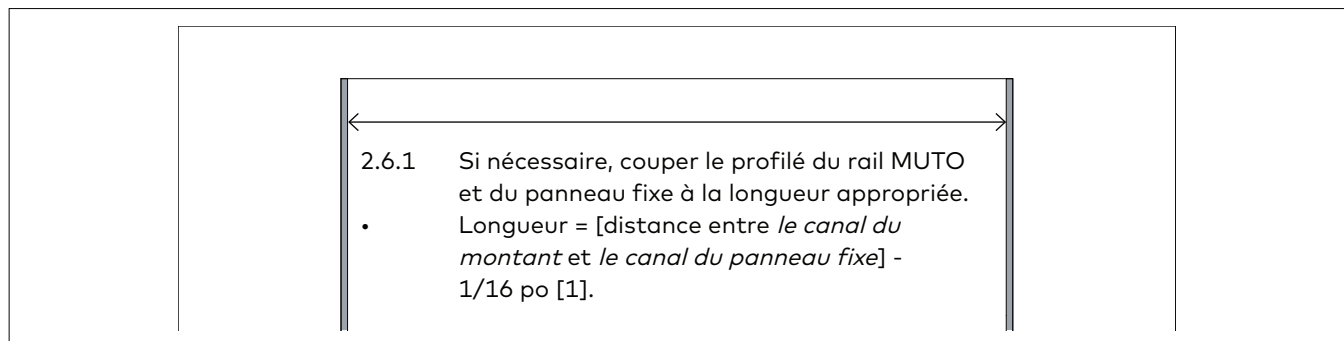 2.6.1 Si nécessaire, couper le profilé du rail MUTO
et du panneau fixe à la longueur appropriée.
• Longueur = [distance entre le canal du
montant et le canal du panneau fixe] -
1/16 po [1].